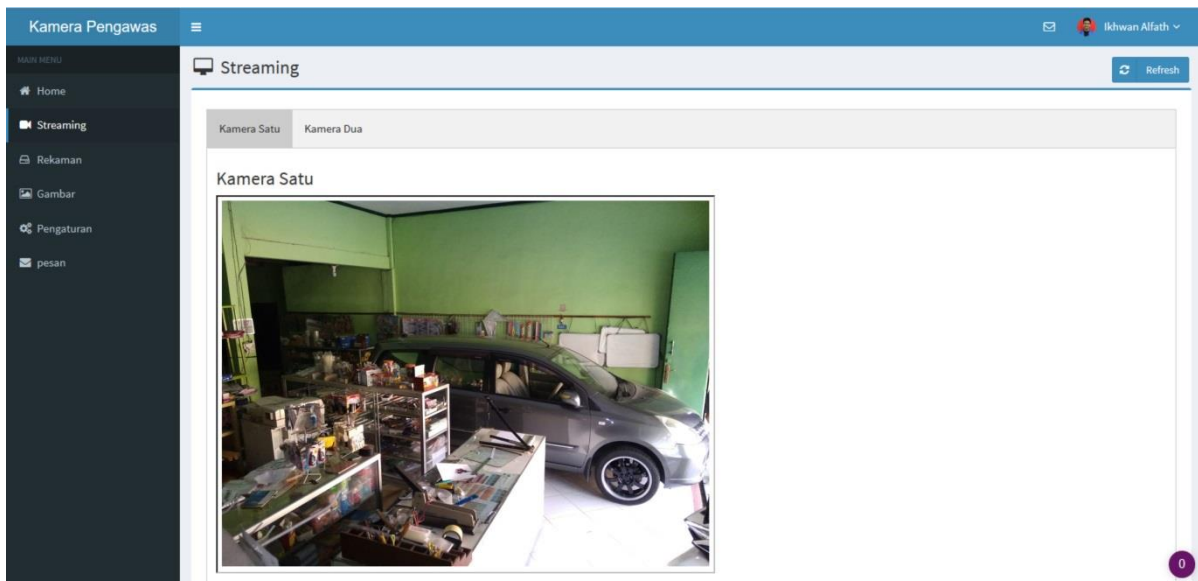 Kamera Pengawas
Ikhwan Alfath
MAIN MENU
Home
Streaming
Rekaman
Gambar
Pengaturan
pesan
Streaming
Refresh
Kamera Satu
Kamera Dua
Kamera Satu
0